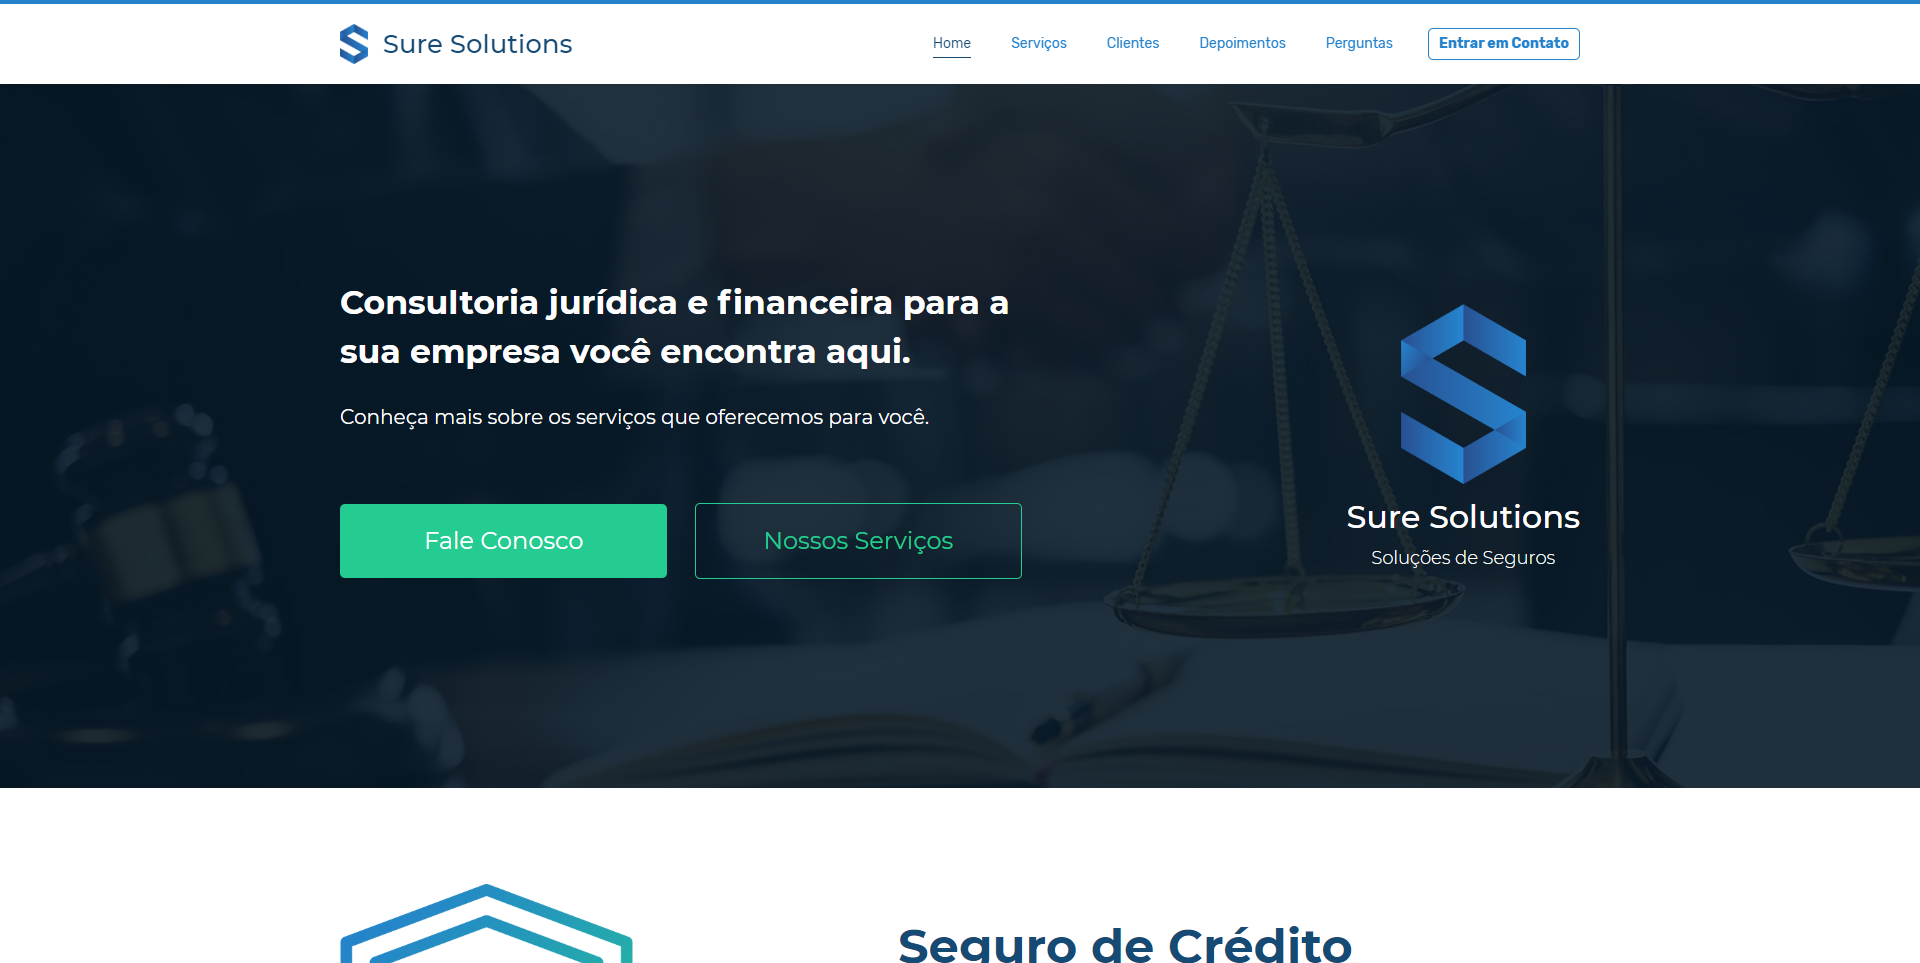 Sure Solutions
Home
Serviços
Clientes
Depoimentos
Perguntas
Entrar em Contato
Consultoria jurídica e financeira para a
sua empresa você encontra aqui.
Conheça mais sobre os serviços que oferecemos para você.
Fale Conosco
Nossos Serviços
Sure Solutions
Soluções de Seguros
Seguro de Crédito